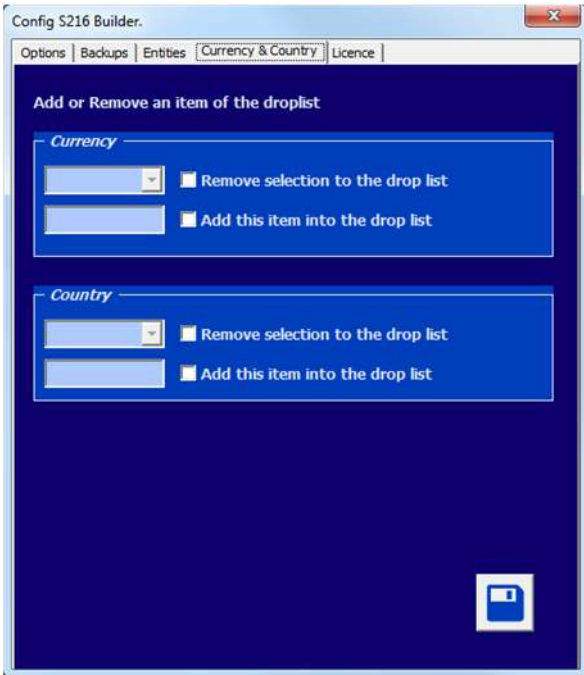 Config S216 Builder.
Options Backups Entities Currency & Country Licence
Add or Remove an item of the droplist
Currency
Remove selection to the drop list
Add this item into the drop list
Country
Remove selection to the drop list
Add this item into the drop list